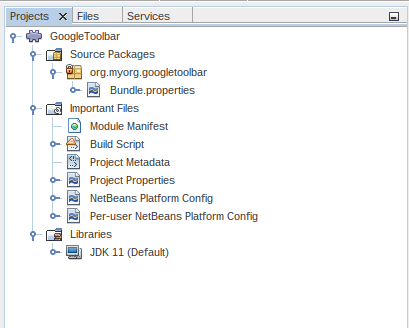 Projects Files Services
GoogleToolbar
Source Packages
org.myorg.googletoolbar
Bundle.properties
Important Files
Module Manifest
Build Script
Project Metadata
Project Properties
NetBeans Platform Config
Per-user NetBeans Platform Config
Libraries
JDK 11 (Default)